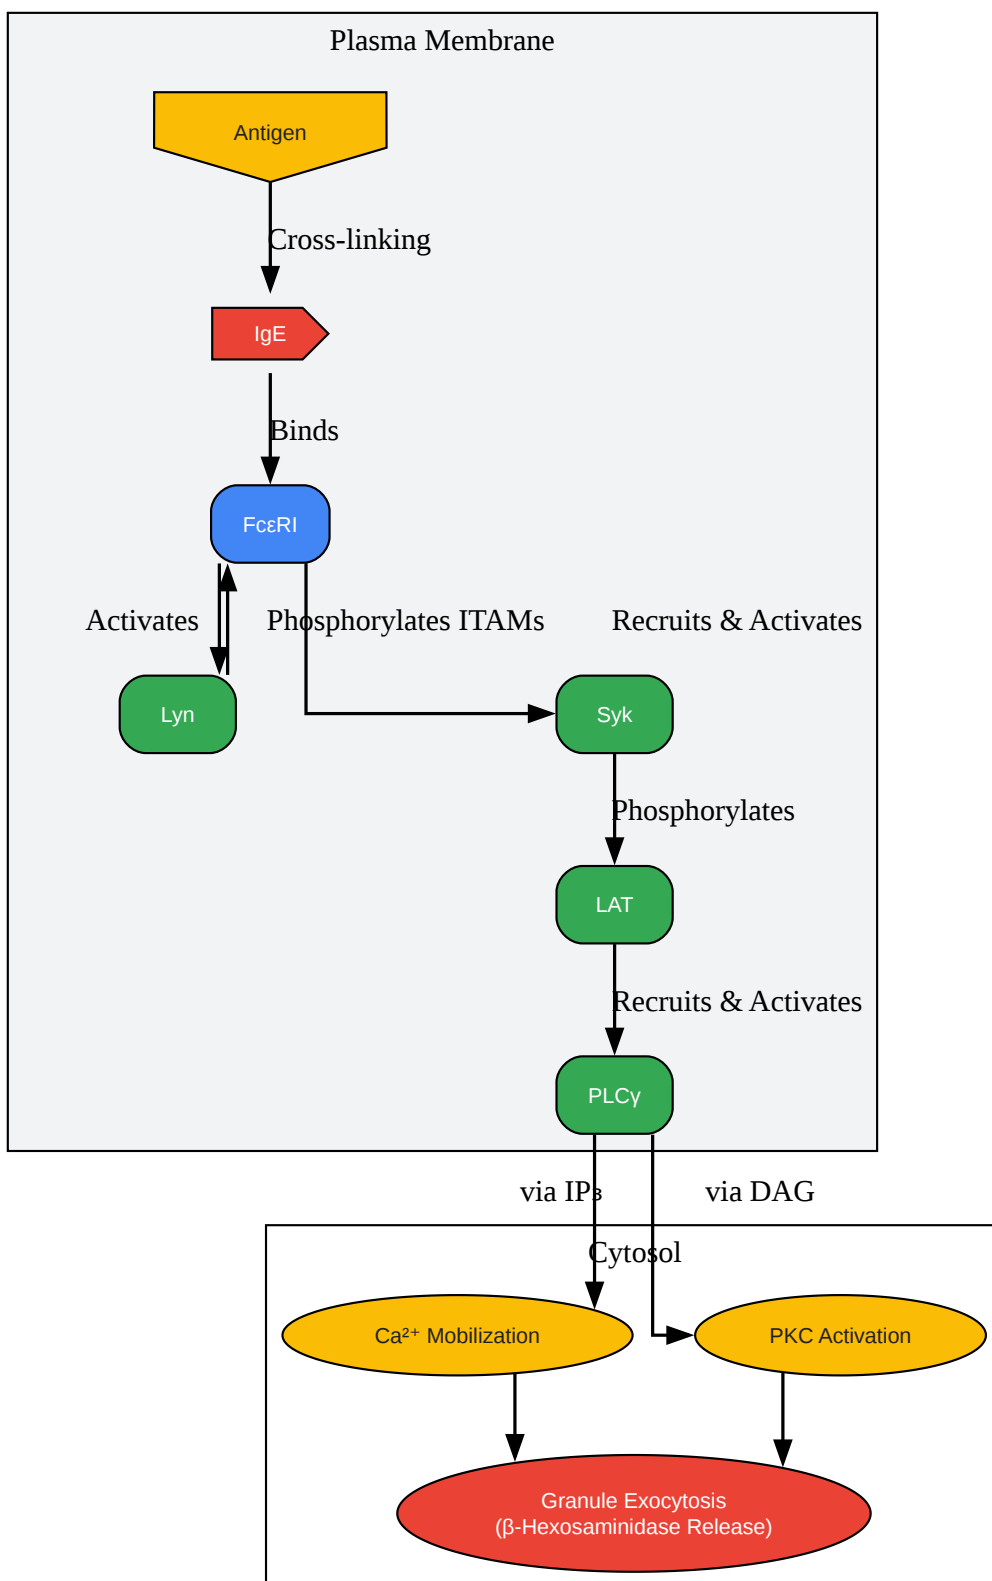 Plasma Membrane
Antigen
Cross-linking
IgE
Binds
FcεRI
Activates
Phosphorylates ITAMs
Recruits & Activates
Lyn
Syk
Phosphorylates
LAT
Recruits & Activates
PLCγ
via IP₃
via DAG
Cytosol
Ca²⁺ Mobilization
PKC Activation
Granule Exocytosis
(β-Hexosaminidase Release)